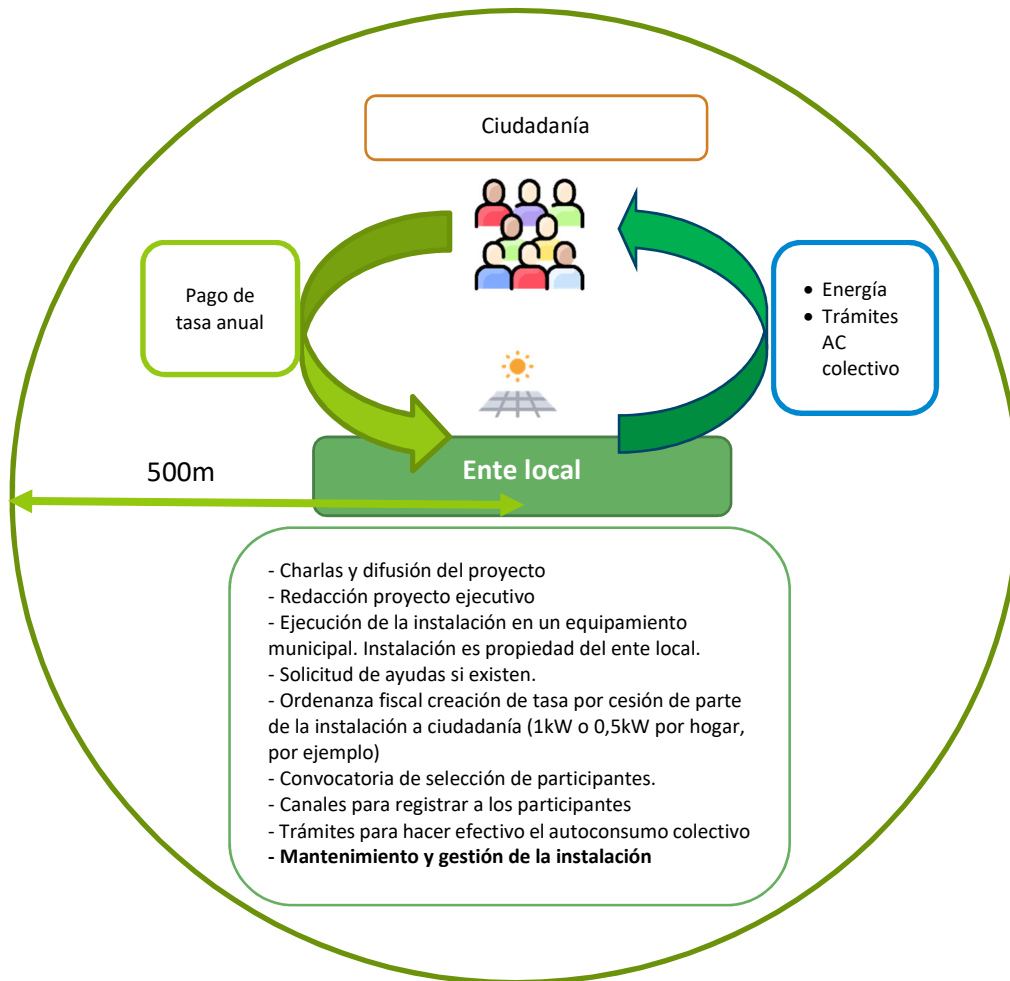 Ciudadanía
Pago de
tasa anual
• Energía
• Trámites
AC
colectivo
Ente local
500m
- Charlas y difusión del proyecto
- Redacción proyecto ejecutivo
- Ejecución de la instalación en un equipamiento
municipal. Instalación es propiedad del ente local.
- Solicitud de ayudas si existen.
- Ordenanza fiscal creación de tasa por cesión de parte
de la instalación a ciudadanía (1kW o 0,5kW por hogar,
por ejemplo)
- Convocatoria de selección de participantes.
- Canales para registrar a los participantes
- Trámites para hacer efectivo el autoconsumo colectivo
- Mantenimiento y gestión de la instalación